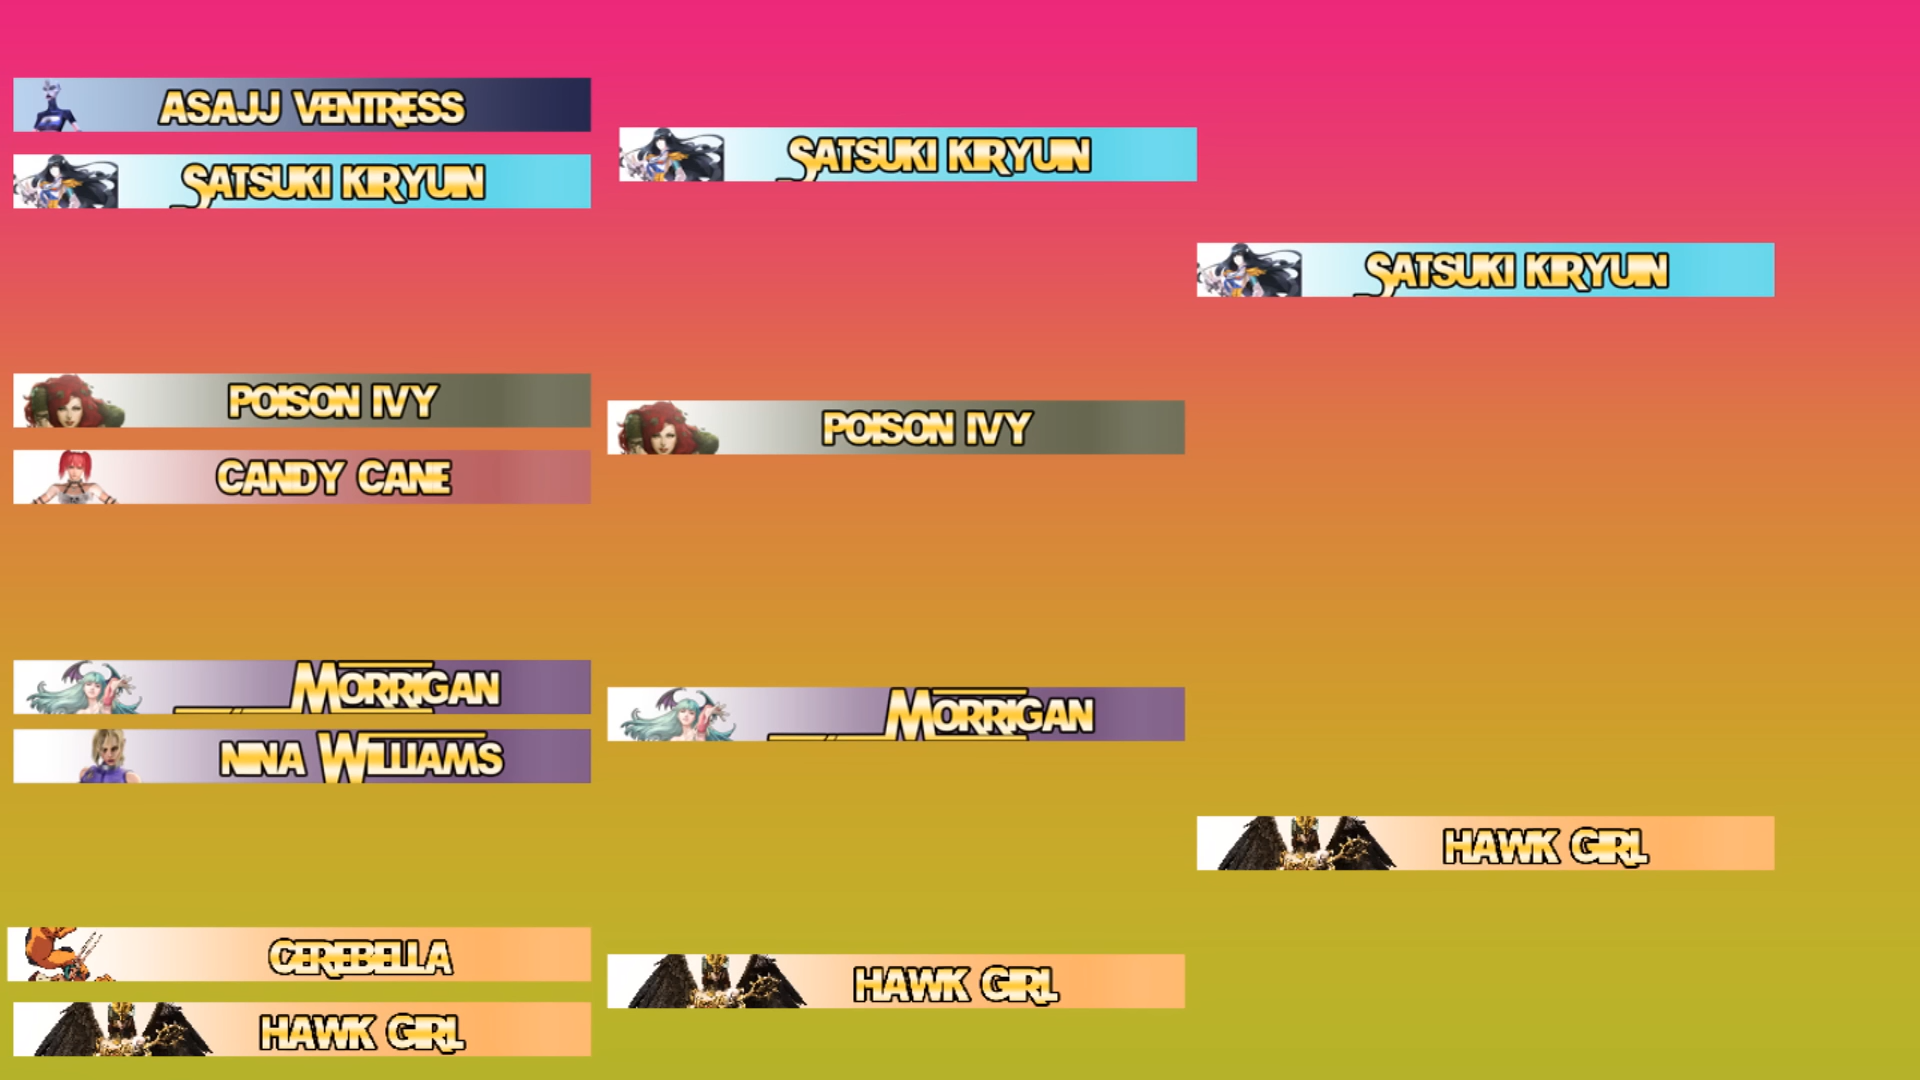 ASAJJ VENTRESS
SATSUKI KIRYUIN
POISON IVY
CANDY CANE
MORRIGAN
NINA WILLIAMS
CEREBELLA
HAWK GIRL
SATSUKI KIRYUIN
POISON IVY
MORRIGAN
HAWK GIRL
SATSUKI KIRYUIN
HAWK GIRL